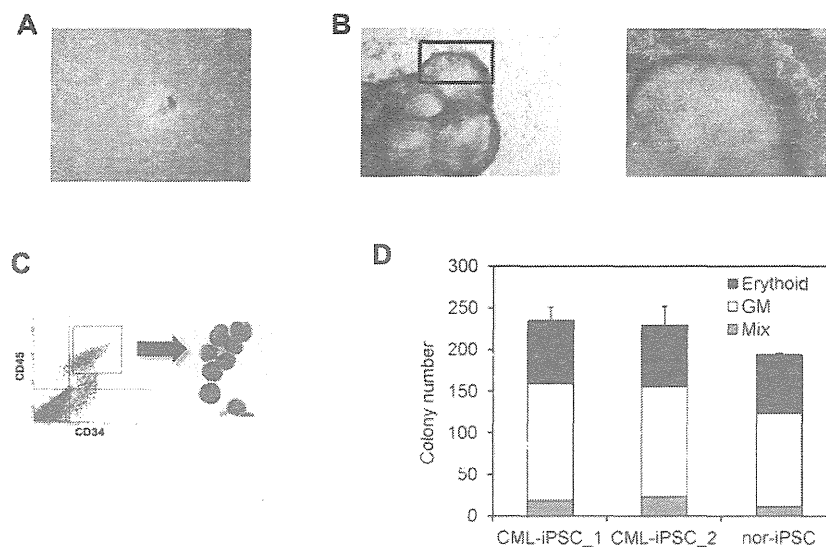 A
B
C
CD45
CD34
D
300
250
200
150
100
50
0
Colony number
Erythoid
GM
Mix
CML-iPSC_1 CML-iPSC_2 nor-iPSC